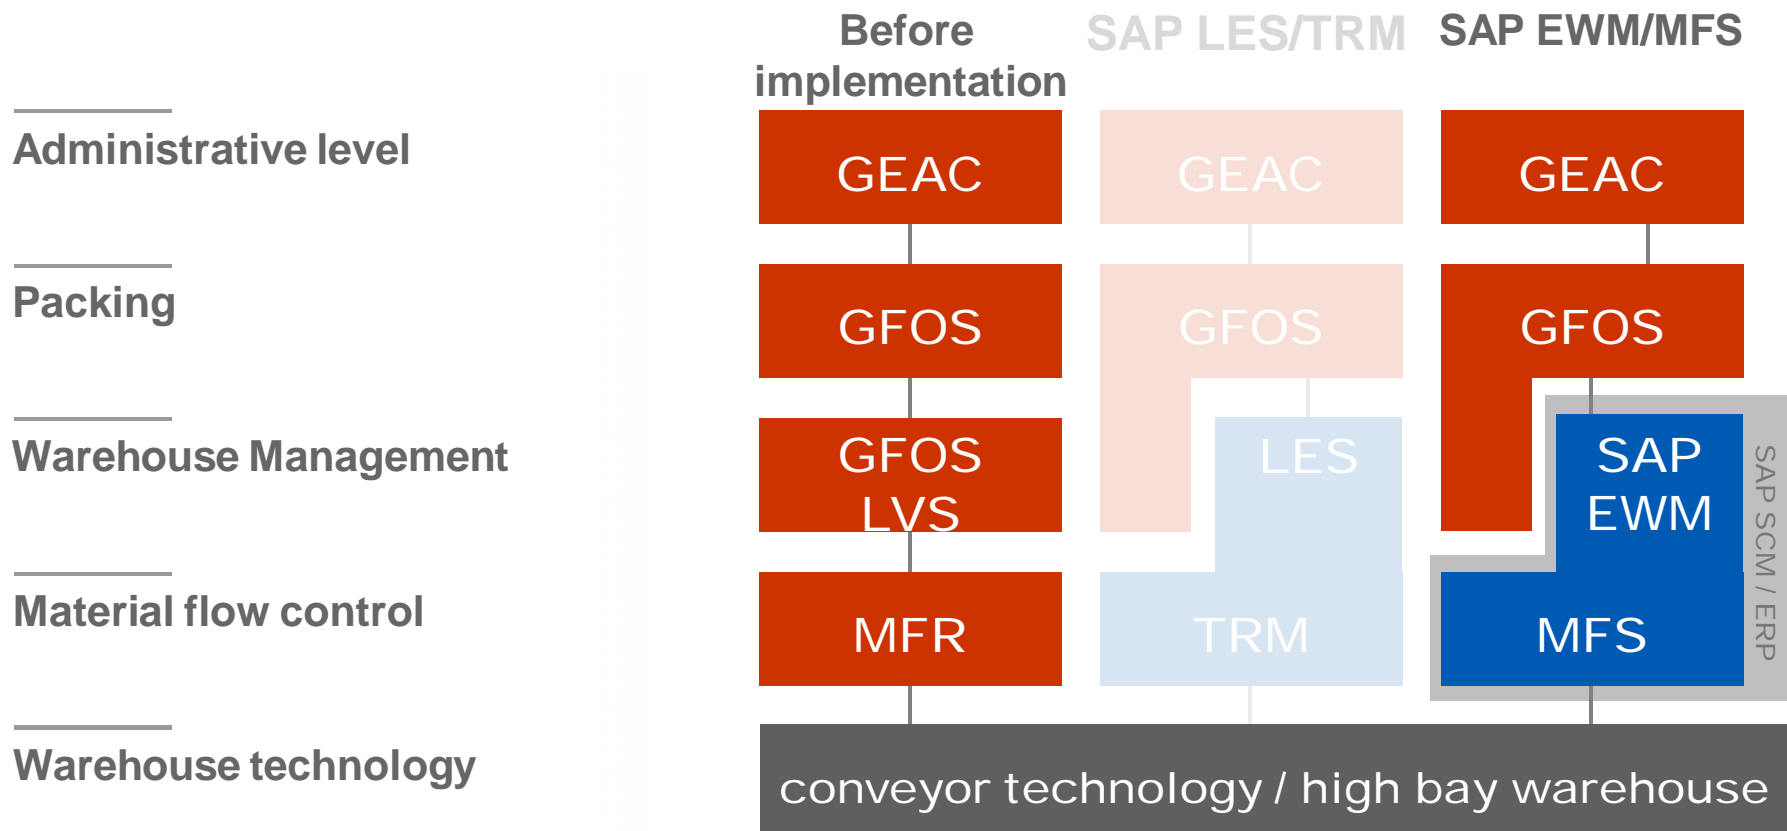 Before
implementation
SAP LES/TRM
SAP EWM/MFS
Administrative level
GEAC
GEAC
GEAC
Packing
GFOS
GFOS
GFOS
Warehouse Management
GFOS
LVS
LES
SAP
EWM
SAP SCM / ERP
Material flow control
MFR
TRM
MFS
Warehouse technology
conveyor technology / high bay warehouse